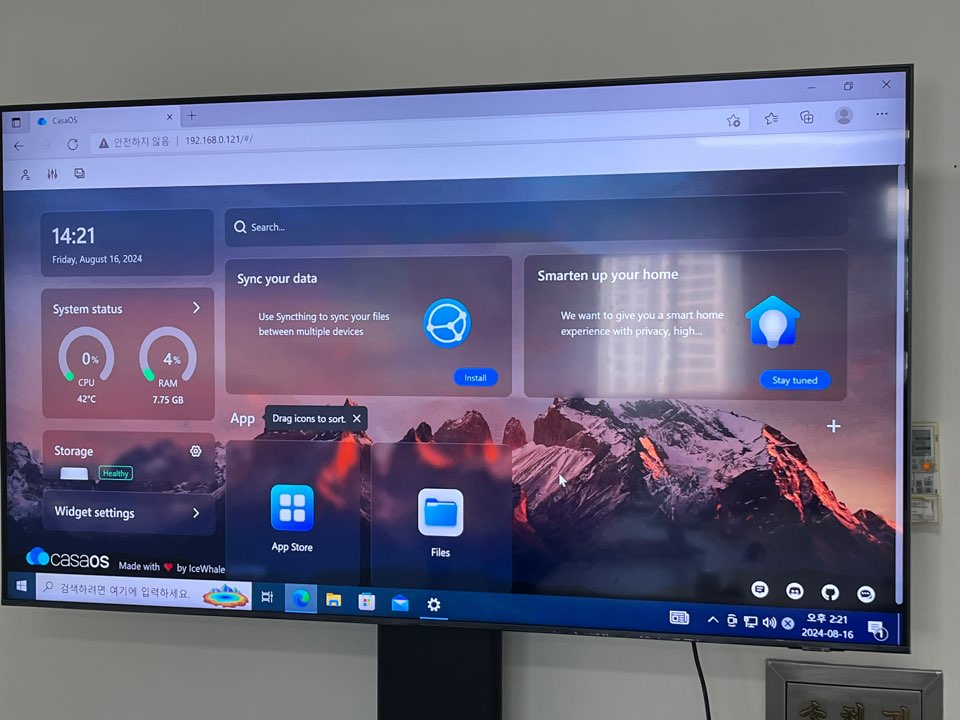 CasaOS
안전하지 않음 192.168.0.121/#/
14:21
Friday, August 16, 2024
Search...
System status
0%
CPU
42°C
4%
RAM
7.75 GB
Sync your data
Use Syncthing to sync your files
between multiple devices
Install
Smarten up your home
We want to give you a smart home
experience with privacy, high...
Stay tuned
App
Drag icons to sort.
Storage
Healthy
Widget settings
App Store
Files
casaOS
Made with ❤ by IceWhale
검색하려면 여기에 입력하세요.
오후 2:21
2024-08-16
1